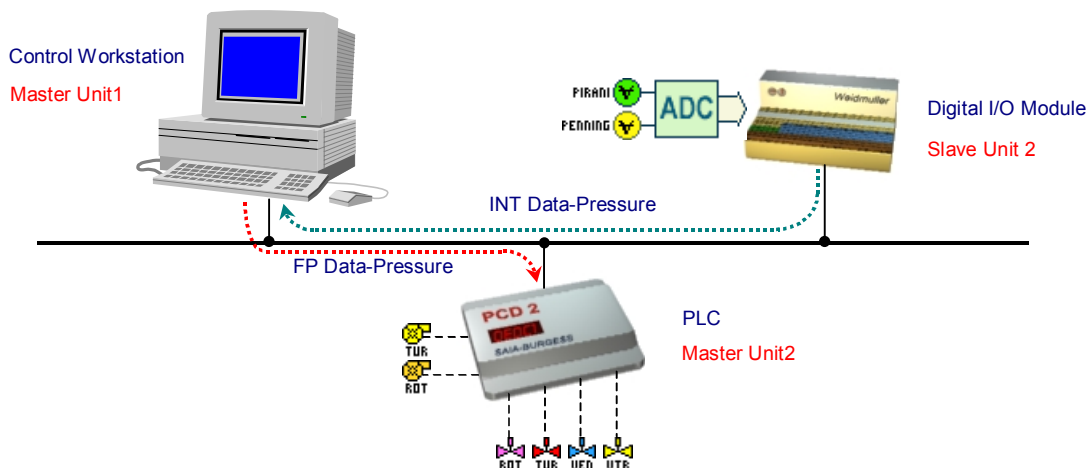 Control Workstation
Master Unit1
PIRANI
PENNING
ADC
Weidmuller
Digital I/O Module
Slave Unit 2
INT Data-Pressure
FP Data-Pressure
PCD 2
SAIA-BURGESS
PLC
Master Unit2
TUR
ROT
ROT TUR VEN VTR